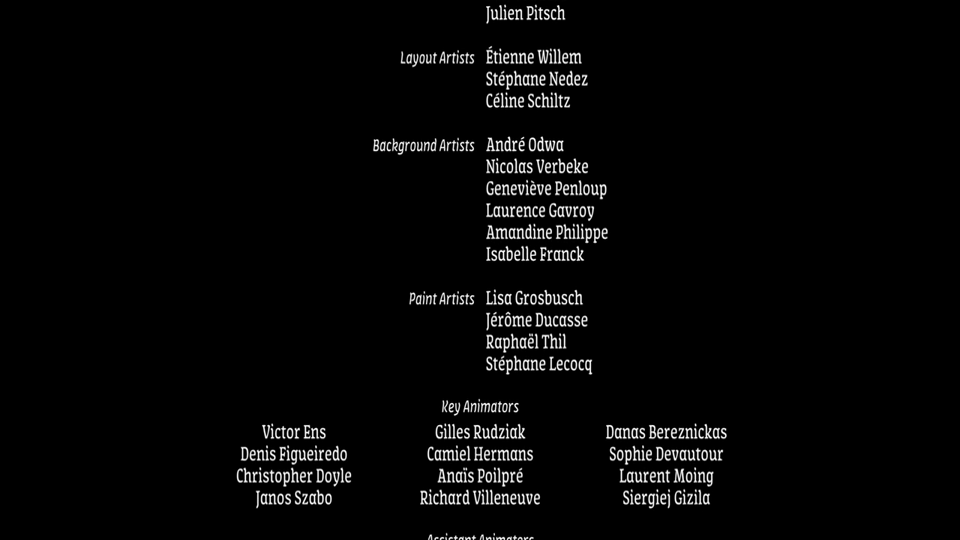 Julien Pitsch
Layout Artists Étienne Willem
Stéphane Nedez
Céline Schiltz
Background Artists André Odwa
Nicolas Verbeke
Geneviève Penloup
Laurence Gavroy
Amandine Philippe
Isabelle Franck
Paint Artists Lisa Grosbusch
Jérôme Ducasse
Raphaël Thil
Stéphane Lecocq
Key Animators
Victor Ens Gilles Rudziak Danas Bereznickas
Denis Figueiredo Camiel Hermans Sophie Devautour
Christopher Doyle Anaïs Poilpré Laurent Moing
Janos Szabo Richard Villeneuve Siergiej Gizila
Assistant Animators